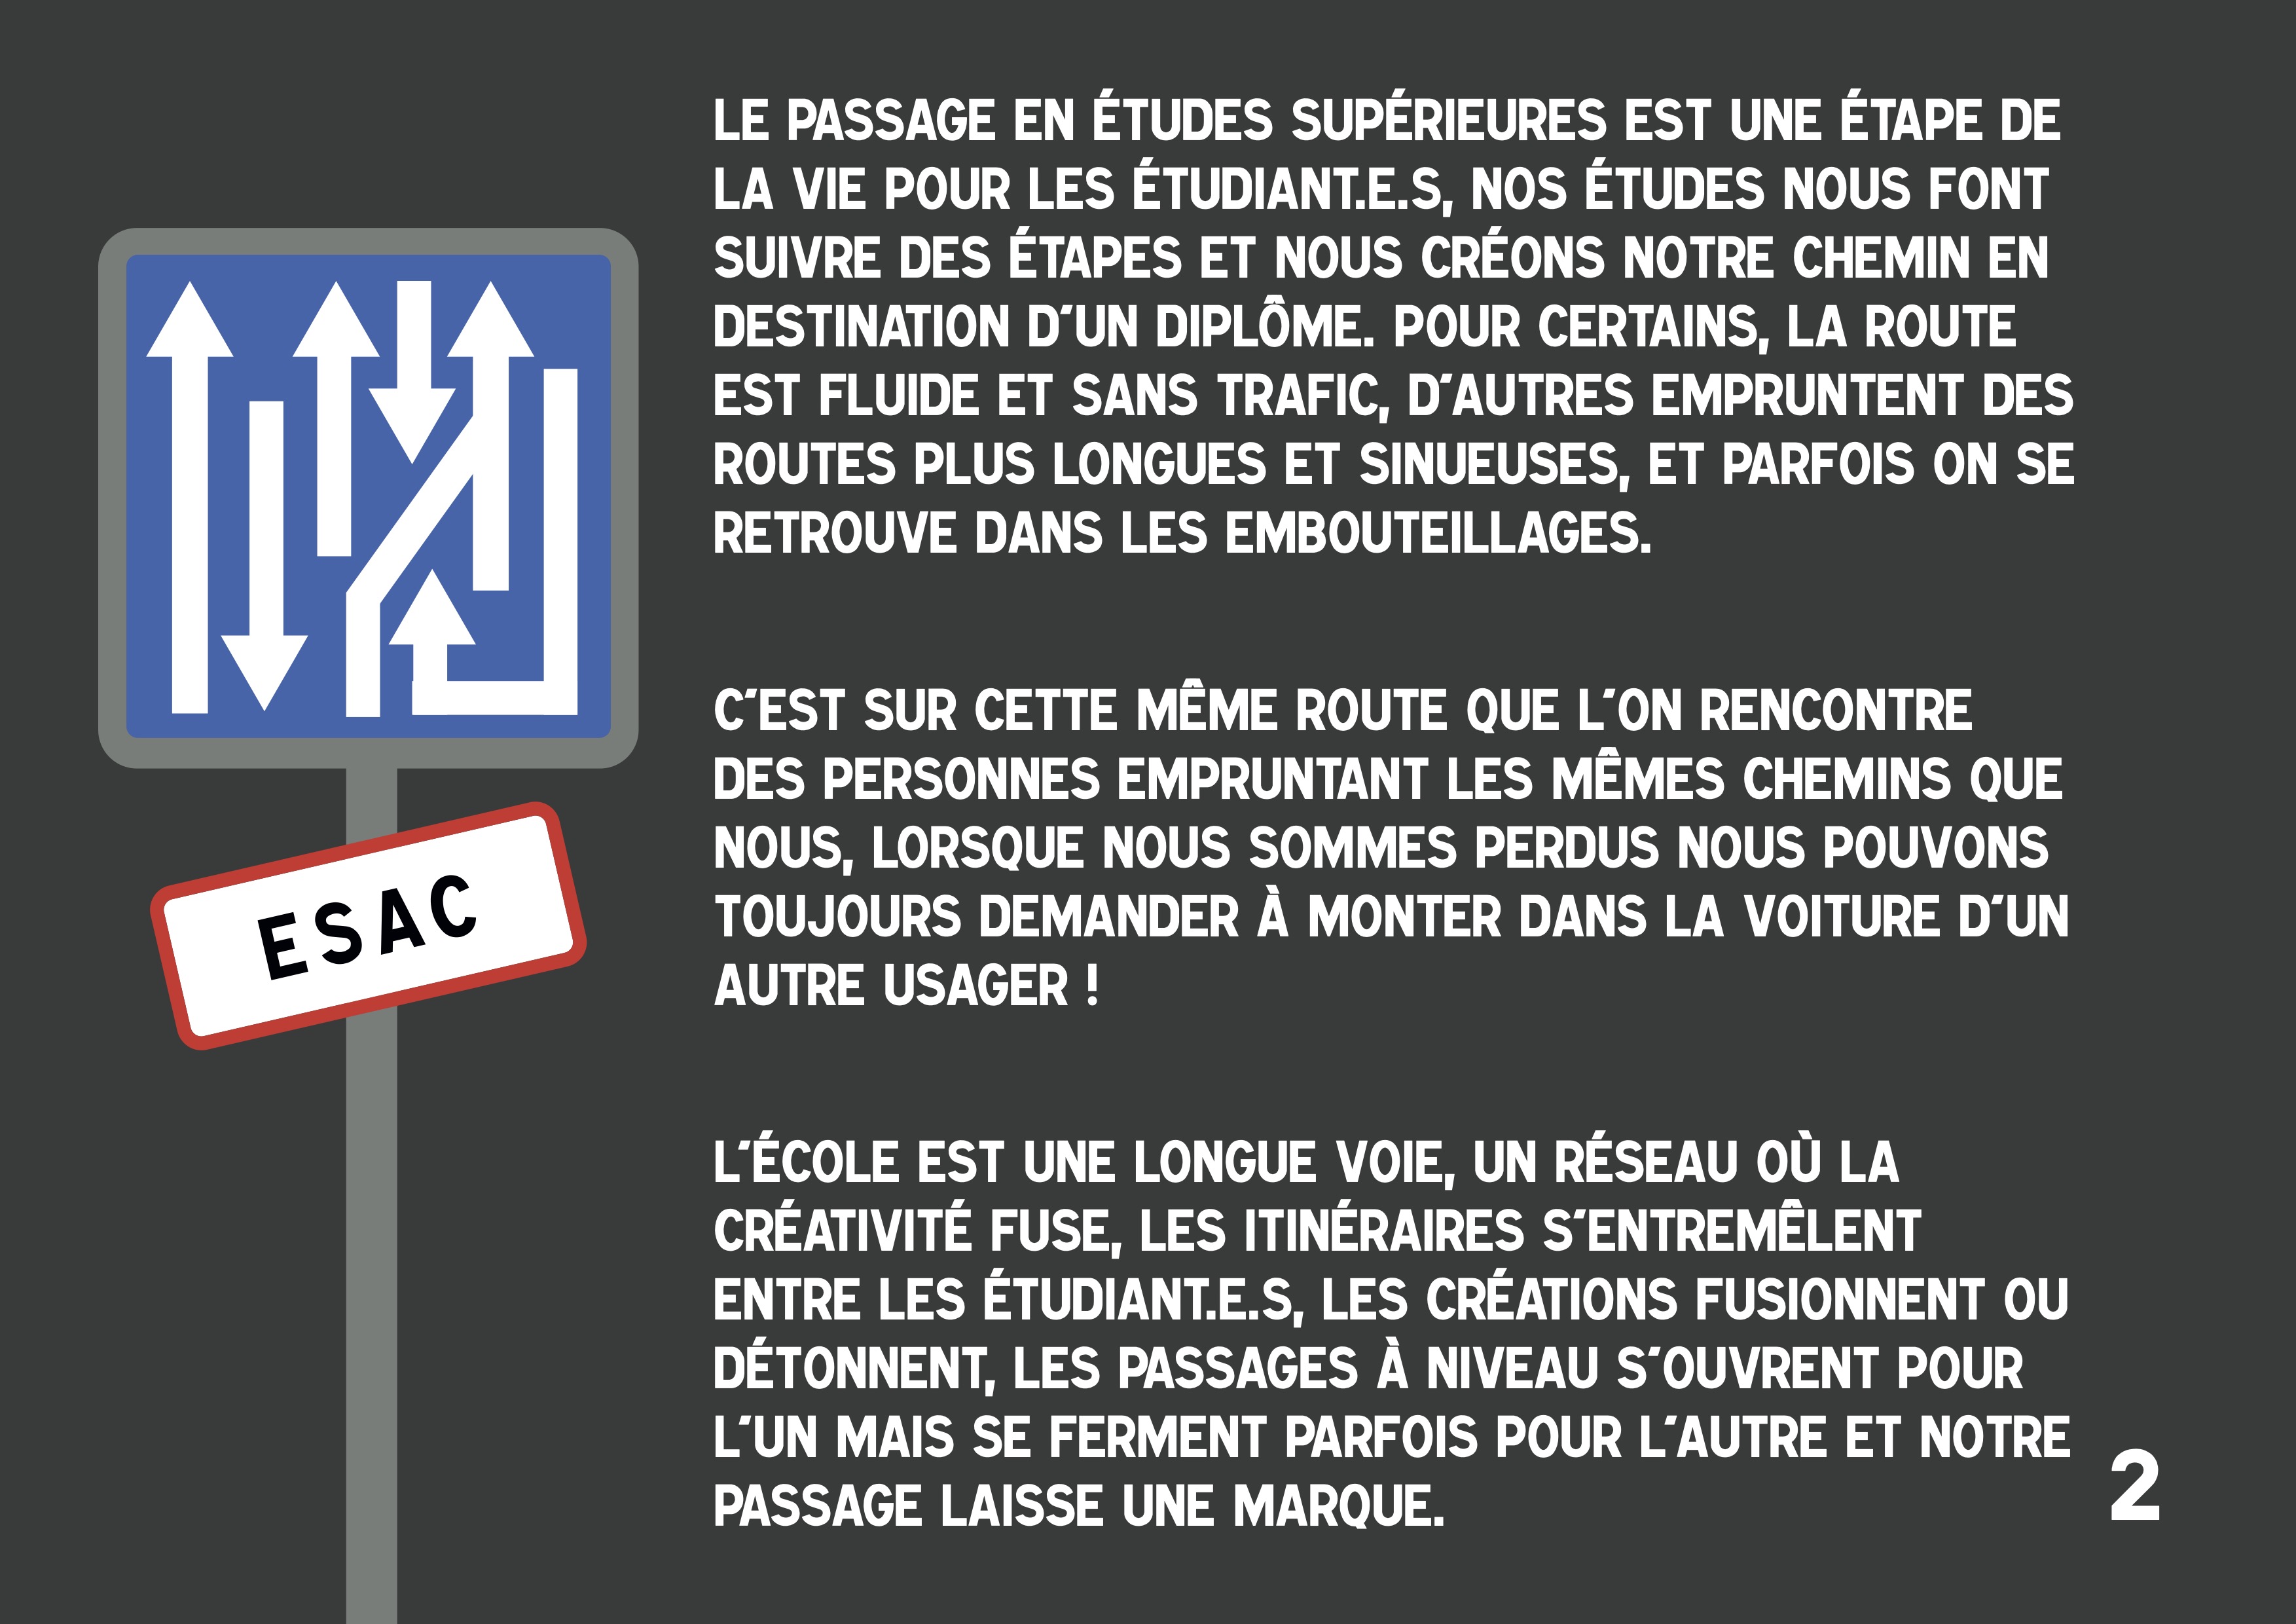 LE PASSAGE EN ÉTUDES SUPÉRIEURES EST UNE ÉTAPE DE
LA VIE POUR LES ÉTUDIANT.E.S, NOS ÉTUDES NOUS FONT
SUIVRE DES ÉTAPES ET NOUS CRÉONS NOTRE CHEMIN EN
DESTINATION D'UN DIPLÔME. POUR CERTAINS, LA ROUTE
EST FLUIDE ET SANS TRAFIC, D'AUTRES EMPRUNTENT DES
ROUTES PLUS LONGUES ET SINUEUSES, ET PARFOIS ON SE
RETROUVE DANS LES EMBOUTEILLAGES.
C'EST SUR CETTE MÊME ROUTE QUE L'ON RENCONTRE
DES PERSONNES EMPRUNTANT LES MÊMES CHEMINS QUE
NOUS, LORSQUE NOUS SOMMES PERDUS NOUS POUVONS
TOUJOURS DEMANDER À MONTER DANS LA VOITURE D'UN
AUTRE USAGER !
ESAC
L'ÉCOLE EST UNE LONGUE VOIE, UN RÉSEAU OÙ LA
CRÉATIVITÉ FUSE, LES ITINÉRAIRES S'ENTREMÊLENT
ENTRE LES ÉTUDIANT.E.S, LES CRÉATIONS FUSIONNENT OU
DÉTONNENT, LES PASSAGES À NIVEAU S'OUVRENT POUR
L'UN MAIS SE FERMENT PARFOIS POUR L'AUTRE ET NOTRE
PASSAGE LAISSE UNE MARQUE.
2